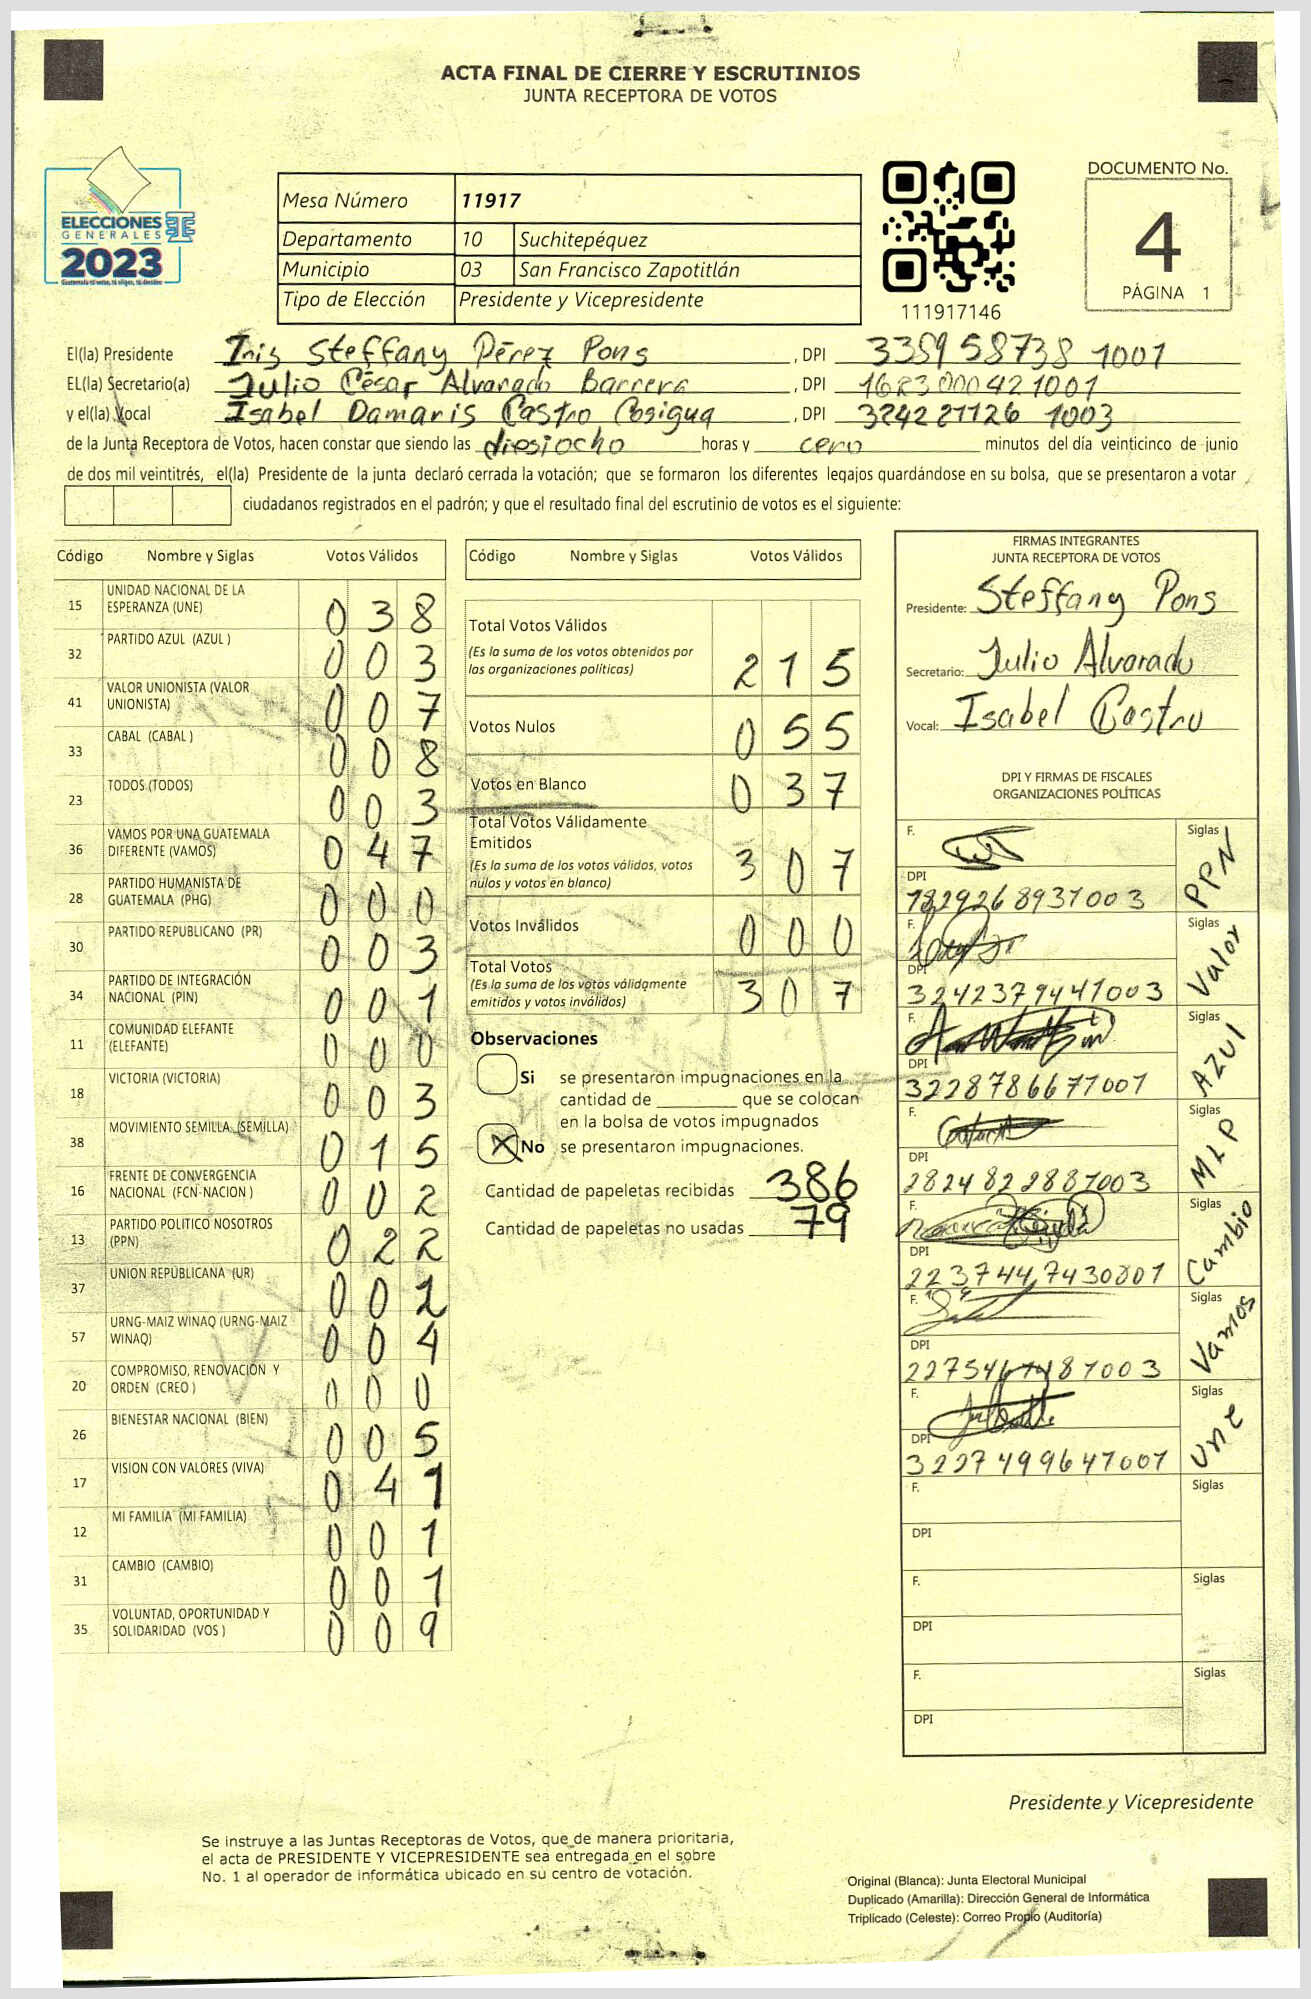 ACTA FINAL DE CIERRE Y ESCRUTINIOS
JUNTA RECEPTORA DE VOTOS
ELECCIONES
GENERALES
2023
Mesa Número 11917
Departamento 10 Suchitepéquez
Municipio 03 San Francisco Zapotitlán
Tipo de Elección Presidente y Vicepresidente
111917146
DOCUMENTO No.
4
PÁGINA 1
El(la) Presidente Inis Steffany Pérez Pons , DPI 3359 58738 1001
EL(la) Secretario(a) Julio César Alvarado Barrera , DPI 1683000421001
y el(la) Vocal Isabel Damaris Castro Cosigua , DPI 324221126 1003
de la Junta Receptora de Votos, hacen constar que siendo las diesiocho horas y cero minutos del día veinticinco de junio
de dos mil veintitrés, el(la) Presidente de la junta declaró cerrada la votación; que se formaron los diferentes legajos guardándose en su bolsa, que se presentaron a votar
ciudadanos registrados en el padrón; y que el resultado final del escrutinio de votos es el siguiente:
Código Nombre y Siglas Votos Válidos
15 UNIDAD NACIONAL DE LA ESPERANZA (UNE) 0 3 8
32 PARTIDO AZUL (AZUL ) 0 0 3
41 VALOR UNIONISTA (VALOR UNIONISTA) 0 0 7
33 CABAL (CABAL ) 0 0 8
23 TODOS (TODOS) 0 0 3
36 VAMOS POR UNA GUATEMALA DIFERENTE (VAMOS) 0 4 7
28 PARTIDO HUMANISTA DE GUATEMALA (PHG) 0 0 0
30 PARTIDO REPUBLICANO (PR) 0 0 3
34 PARTIDO DE INTEGRACIÓN NACIONAL (PIN) 0 0 1
11 COMUNIDAD ELEFANTE (ELEFANTE) 0 0 0
18 VICTORIA (VICTORIA) 0 0 3
38 MOVIMIENTO SEMILLA (SEMILLA) 0 1 5
16 FRENTE DE CONVERGENCIA NACIONAL (FCN-NACION ) 0 0 2
13 PARTIDO POLITICO NOSOTROS (PPN) 0 2 2
37 UNION REPUBLICANA (UR) 0 0 2
57 URNG-MAIZ WINAQ (URNG-MAIZ WINAQ) 0 0 4
20 COMPROMISO, RENOVACIÓN Y ORDEN (CREO ) 0 0 0
26 BIENESTAR NACIONAL (BIEN) 0 0 5
17 VISION CON VALORES (VIVA) 0 4 1
12 MI FAMILIA (MI FAMILIA) 0 0 1
31 CAMBIO (CAMBIO) 0 0 1
35 VOLUNTAD, OPORTUNIDAD Y SOLIDARIDAD (VOS ) 0 0 9
Código Nombre y Siglas Votos Válidos
Total Votos Válidos
(Es la suma de los votos obtenidos por
las organizaciones políticas) 2 1 5
Votos Nulos 0 5 5
Votos en Blanco 0 3 7
Total Votos Válidamente
Emitidos
(Es la suma de los votos válidos, votos
nulos y votos en blanco) 3 0 7
Votos Inválidos 0 0 0
Total Votos
(Es la suma de los votos válidamente
emitidos y votos inválidos) 3 0 7
Observaciones
Si se presentaron impugnaciones en la
cantidad de ________ que se colocan
en la bolsa de votos impugnados
X No se presentaron impugnaciones.
Cantidad de papeletas recibidas 386
Cantidad de papeletas no usadas 79
FIRMAS INTEGRANTES
JUNTA RECEPTORA DE VOTOS
Presidente: Steffany Pons
Secretario: Julio Alvarado
Vocal: Isabel Castro
DPI Y FIRMAS DE FISCALES
ORGANIZACIONES POLÍTICAS
F. Siglas PPN
DPI
1829268931003
F. Siglas Valor
DPI
3242379441003
F. Siglas AZUL
DPI
3228786671001
F. Siglas MLP
DPI
2824822881003
F. Siglas Cambio
DPI
2237447430801
F. Siglas Vamos
DPI
F. Siglas Une
DPI
3227499641001
F. Siglas
DPI
F. Siglas
DPI
F. Siglas
DPI
Presidente y Vicepresidente
Se instruye a las Juntas Receptoras de Votos, que de manera prioritaria,
el acta de PRESIDENTE Y VICEPRESIDENTE sea entregada en el sobre
No. 1 al operador de informática ubicado en su centro de votación.
Original (Blanca): Junta Electoral Municipal
Duplicado (Amarilla): Dirección General de Informática
Triplicado (Celeste): Correo Propio (Auditoría)